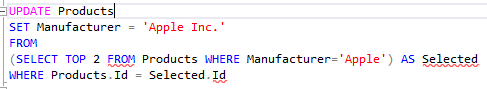 UPDATE Products
SET Manufacturer = 'Apple Inc.'
FROM
(SELECT TOP 2 FROM Products WHERE Manufacturer='Apple') AS Selected
WHERE Products.Id = Selected.Id